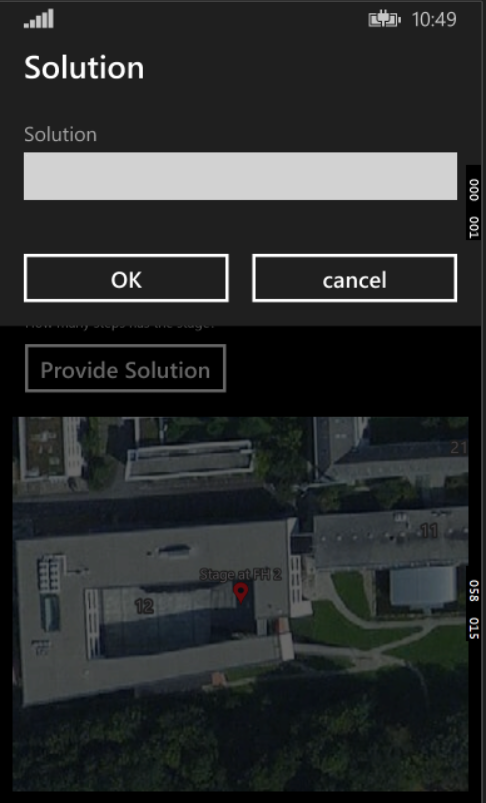 10:49
Solution
Solution
000 001
OK cancel
How many steps has the stage?
Provide Solution
21
11
Stage at FH 2
12
058 015